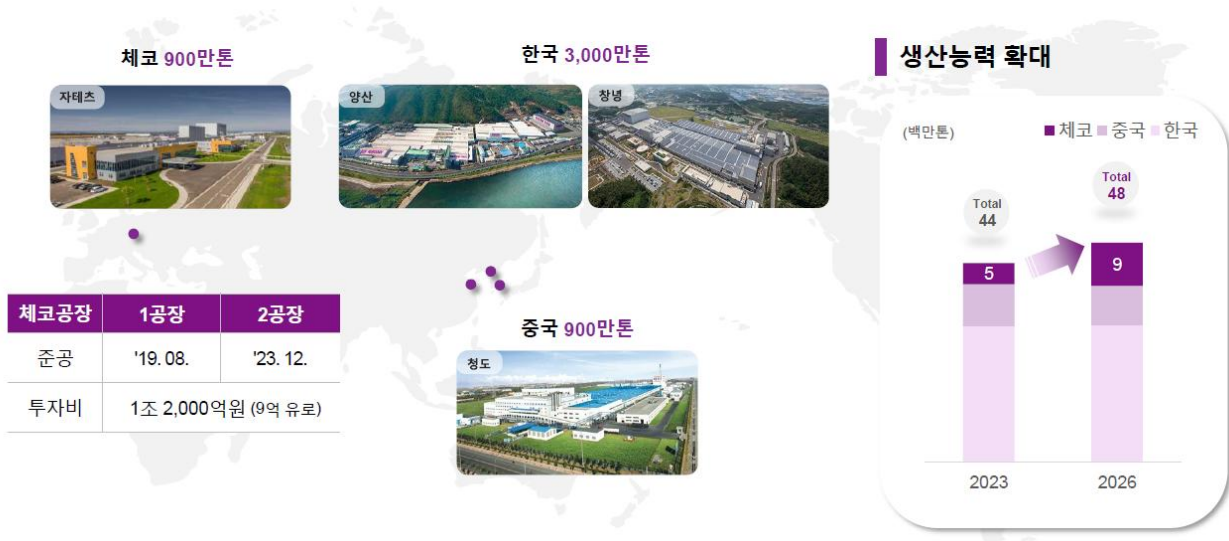 체코 900만톤
자테츠
한국 3,000만톤
양산
창녕
체코공장 1공장 2공장
준공 '19. 08. '23. 12.
투자비 1조 2,000억원 (9억 유로)
중국 900만톤
청도
생산능력 확대
(백만톤)
체코 중국 한국
Total
44
Total
48
5
9
2023 2026